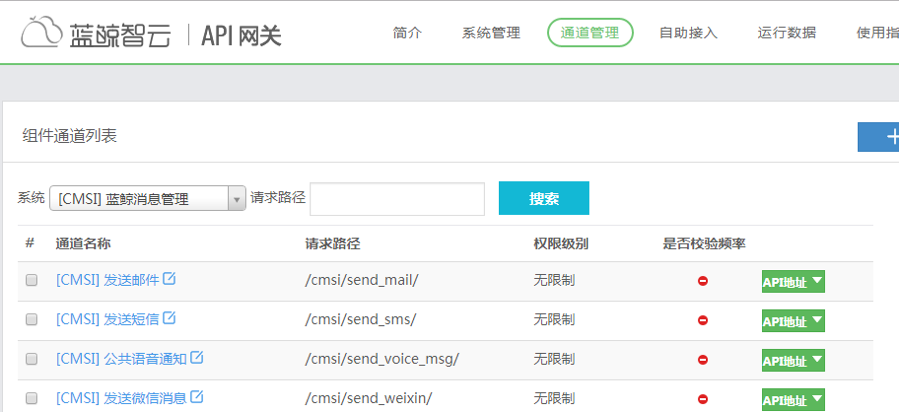 蓝鲸智云 | API 网关 简介 系统管理 通道管理 自助接入 运行数据 使用指
组件通道列表
系统 [CMSI] 蓝鲸消息管理 请求路径 搜索
# 通道名称 请求路径 权限级别 是否校验频率
[CMSI] 发送邮件 /cmsi/send_mail/ 无限制 API地址
[CMSI] 发送短信 /cmsi/send_sms/ 无限制 API地址
[CMSI] 公共语音通知 /cmsi/send_voice_msg/ 无限制 API地址
[CMSI] 发送微信消息 /cmsi/send_weixin/ 无限制 API地址